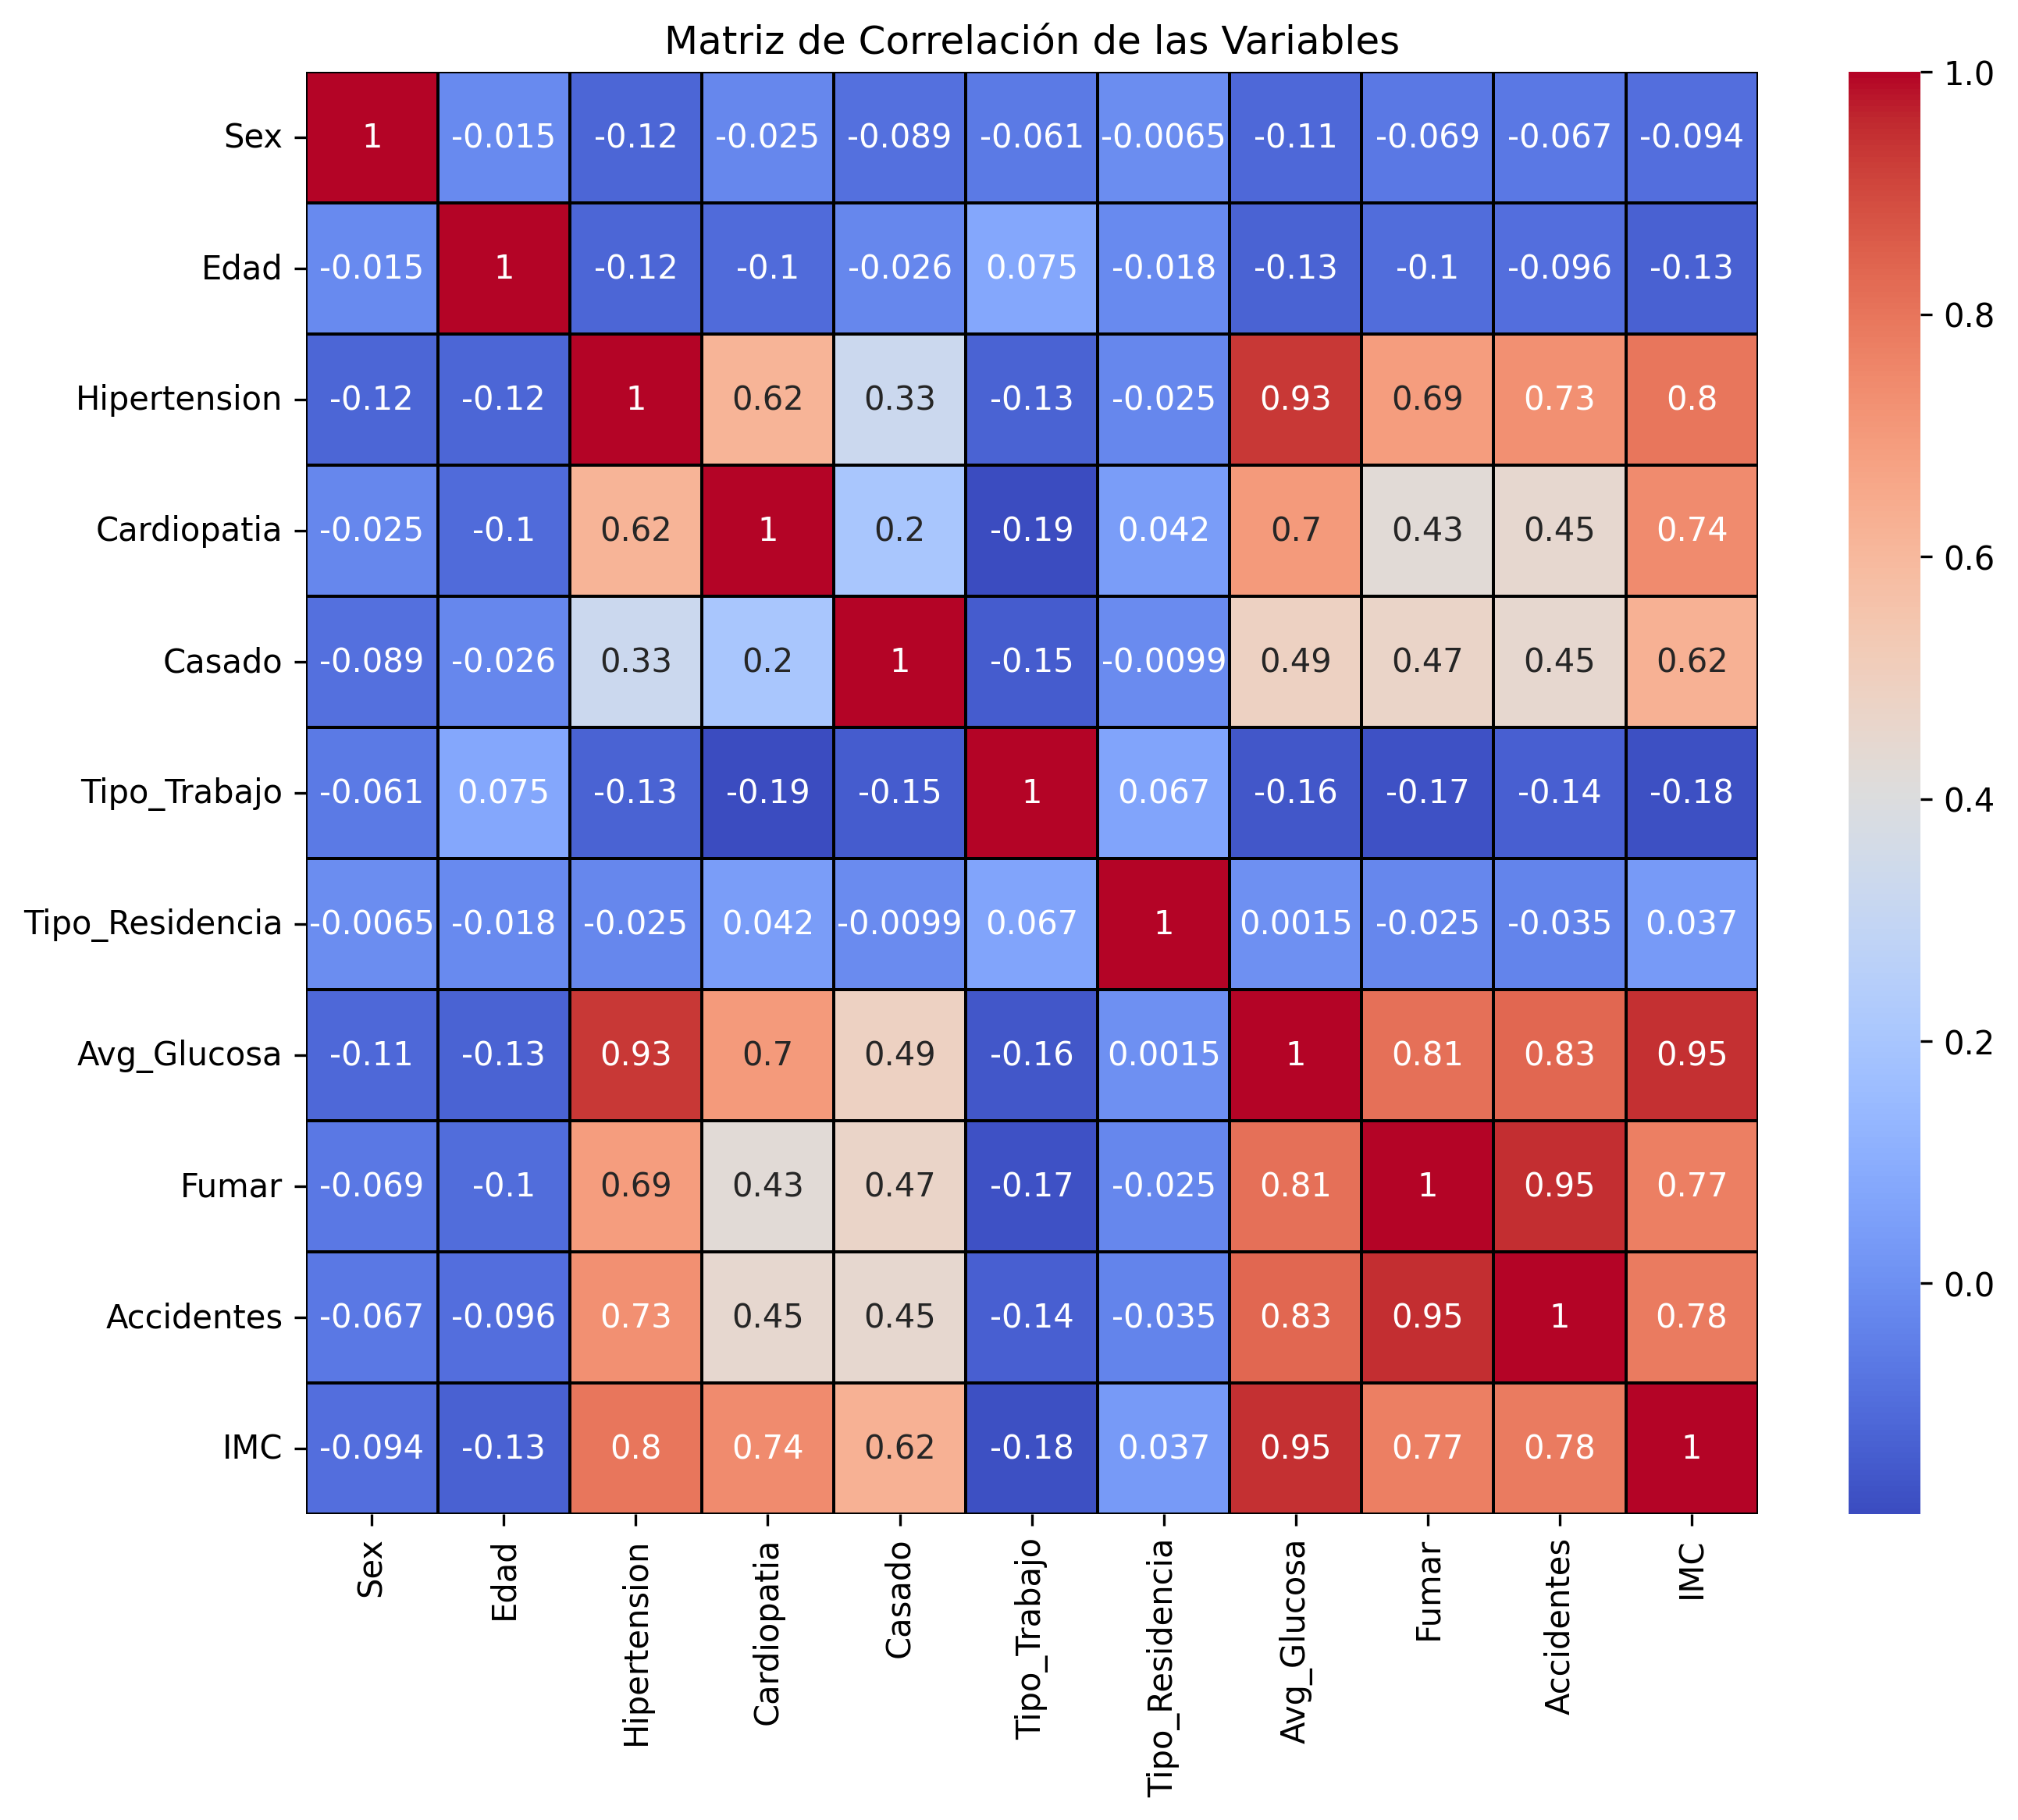 Matriz de Correlación de las Variables
Sex 1 -0.015 -0.12 -0.025 -0.089 -0.061 -0.0065 -0.11 -0.069 -0.067 -0.094
Edad -0.015 1 -0.12 -0.1 -0.026 0.075 -0.018 -0.13 -0.1 -0.096 -0.13
Hipertension -0.12 -0.12 1 0.62 0.33 -0.13 -0.025 0.93 0.69 0.73 0.8
Cardiopatia -0.025 -0.1 0.62 1 0.2 -0.19 0.042 0.7 0.43 0.45 0.74
Casado -0.089 -0.026 0.33 0.2 1 -0.15 -0.0099 0.49 0.47 0.45 0.62
Tipo_Trabajo -0.061 0.075 -0.13 -0.19 -0.15 1 0.067 -0.16 -0.17 -0.14 -0.18
Tipo_Residencia -0.0065 -0.018 -0.025 0.042 -0.0099 0.067 1 0.0015 -0.025 -0.035 0.037
Avg_Glucosa -0.11 -0.13 0.93 0.7 0.49 -0.16 0.0015 1 0.81 0.83 0.95
Fumar -0.069 -0.1 0.69 0.43 0.47 -0.17 -0.025 0.81 1 0.95 0.77
Accidentes -0.067 -0.096 0.73 0.45 0.45 -0.14 -0.035 0.83 0.95 1 0.78
IMC -0.094 -0.13 0.8 0.74 0.62 -0.18 0.037 0.95 0.77 0.78 1
Sex Edad Hipertension Cardiopatia Casado Tipo_Trabajo Tipo_Residencia Avg_Glucosa Fumar Accidentes IMC
1.0
0.8
0.6
0.4
0.2
0.0